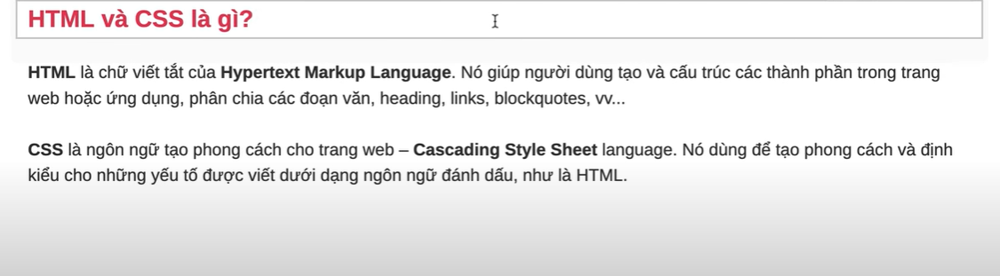 HTML và CSS là gì?
HTML là chữ viết tắt của Hypertext Markup Language. Nó giúp người dùng tạo và cấu trúc các thành phần trong trang
web hoặc ứng dụng, phân chia các đoạn văn, heading, links, blockquotes, vv...
CSS là ngôn ngữ tạo phong cách cho trang web – Cascading Style Sheet language. Nó dùng để tạo phong cách và định
kiểu cho những yếu tố được viết dưới dạng ngôn ngữ đánh dấu, như là HTML.